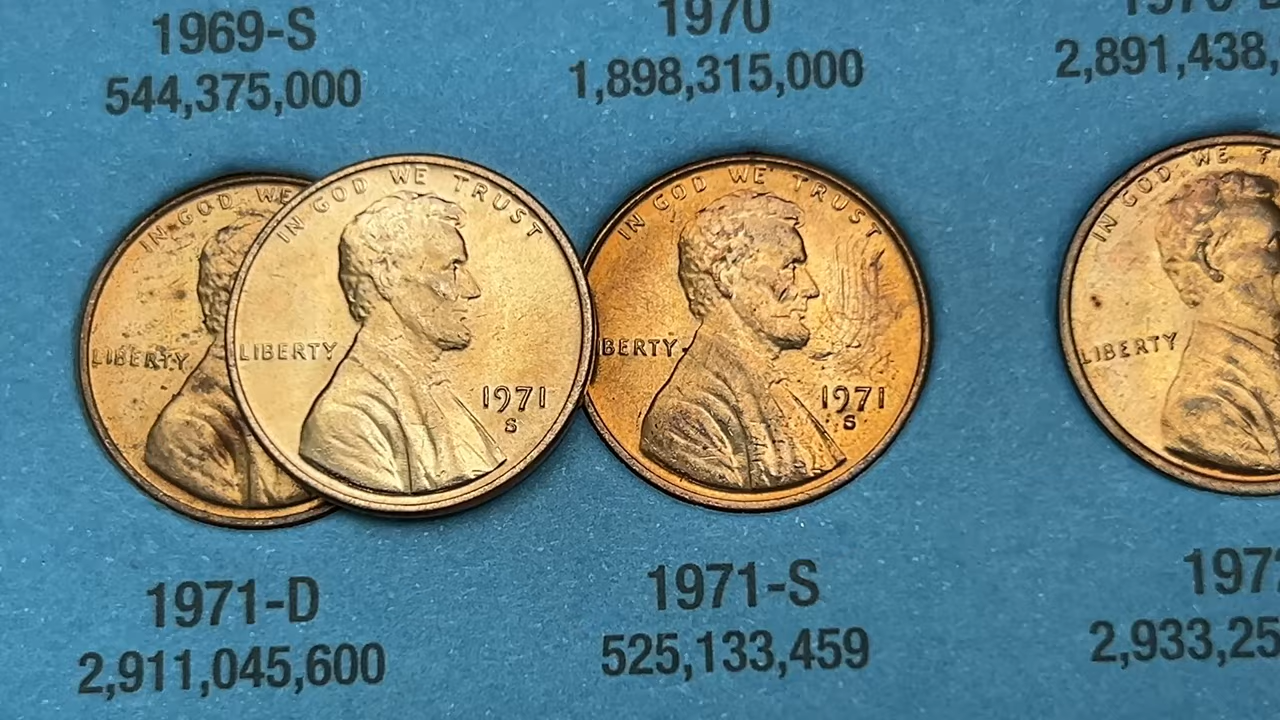 1969-S
544,375,000
1970
1,898,315,000
2,891,438,
IN GOD WE
LIBERTY
IN GOD WE TRUST
LIBERTY
1971
S
IN GOD WE TRUST
BERTY
1971
S
IN GOD WE T
LIBERTY
1971-D
2,911,045,600
1971-S
525,133,459
197
2,933,25